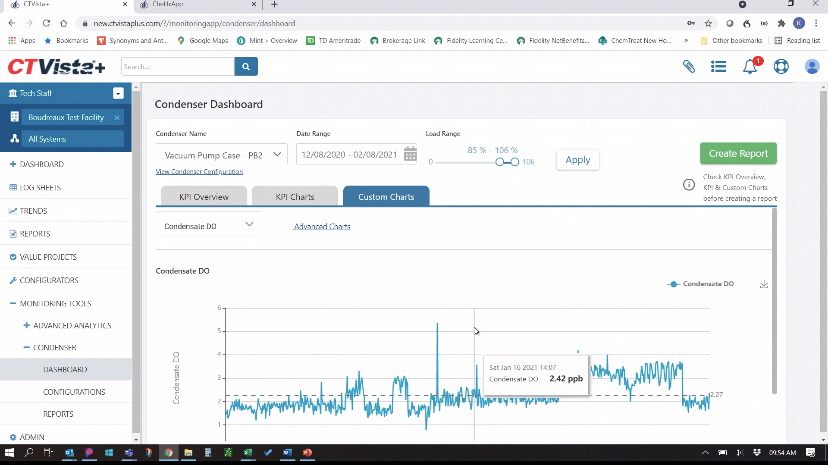 CTVista+
CheHxApp
new.ctvistaplus.com/?/monitoringapp/condenser/dashboard
Apps
Bookmarks
Synonyms and Ant...
Google Maps
Mint > Overview
TD Ameritrade
Brokerage Link
Fidelity Learning Ce...
Fidelity NetBenefits...
ChemTreat New Ho...
»
Other bookmarks
Reading list
CTVista+
Search...
1
Tech Staff
Boudreaux Test Facility ×
All Systems
DASHBOARD
LOG SHEETS
TRENDS
REPORTS
VALUE PROJECTS
CONFIGURATORS
MONITORING TOOLS
ADVANCED ANALYTICS
CONDENSER
DASHBOARD
CONFIGURATIONS
REPORTS
ADMIN
Condenser Dashboard
Condenser Name
Date Range
Load Range
Vacuum Pump Case PB2
12/08/2020 - 02/08/2021
85 % - 106 %
0
106
Apply
Create Report
View Condenser Configuration
Check KPI Overview,
KPI & Custom Charts
before creating a report
KPI Overview
KPI Charts
Custom Charts
Condensate DO
Advanced Charts
Condensate DO
Condensate DO
Condensate DO
6
5
4
3
2
1
Sat Jan 16 2021 14:07
Condensate DO 2.42 ppb
2.27
09:54 AM